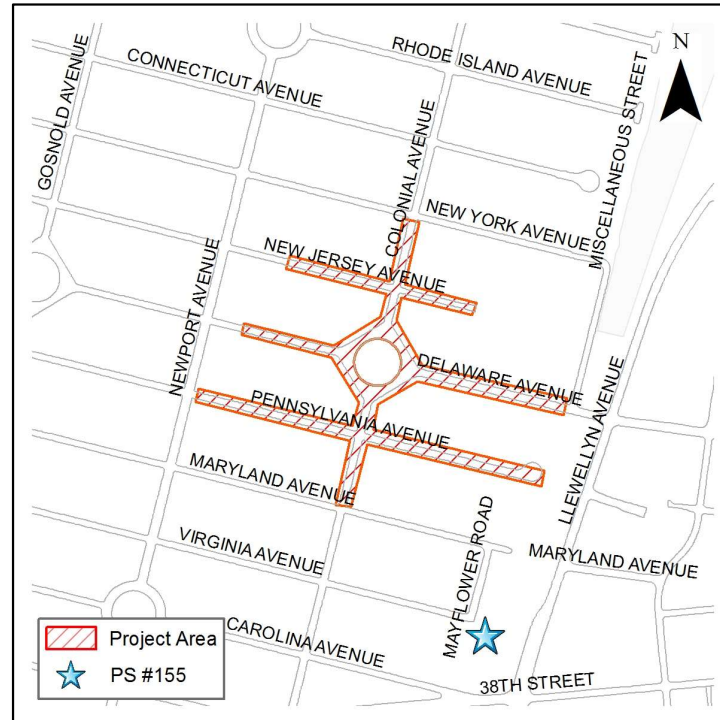 N
RHODE ISLAND AVENUE
CONNECTICUT AVENUE
GOSNOLD AVENUE
COLONIAL AVENUE
MISCELLANEOUS STREET
NEW YORK AVENUE
NEW JERSEY AVENUE
NEWPORT AVENUE
DELAWARE AVENUE
PENNSYLVANIA AVENUE
LLEWELLYN AVENUE
MARYLAND AVENUE
MAYFLOWER ROAD
VIRGINIA AVENUE
MARYLAND AVENUE
CAROLINA AVENUE
38TH STREET
Project Area
PS #155